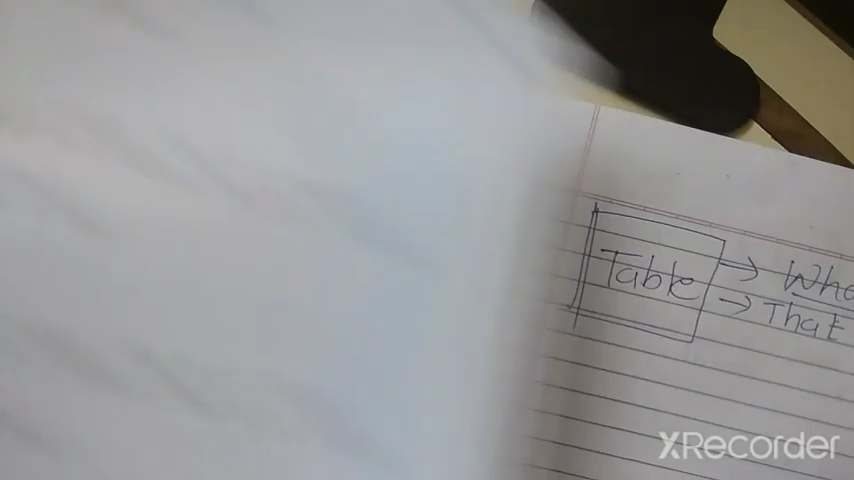 Table
→
→ That
XRecorder